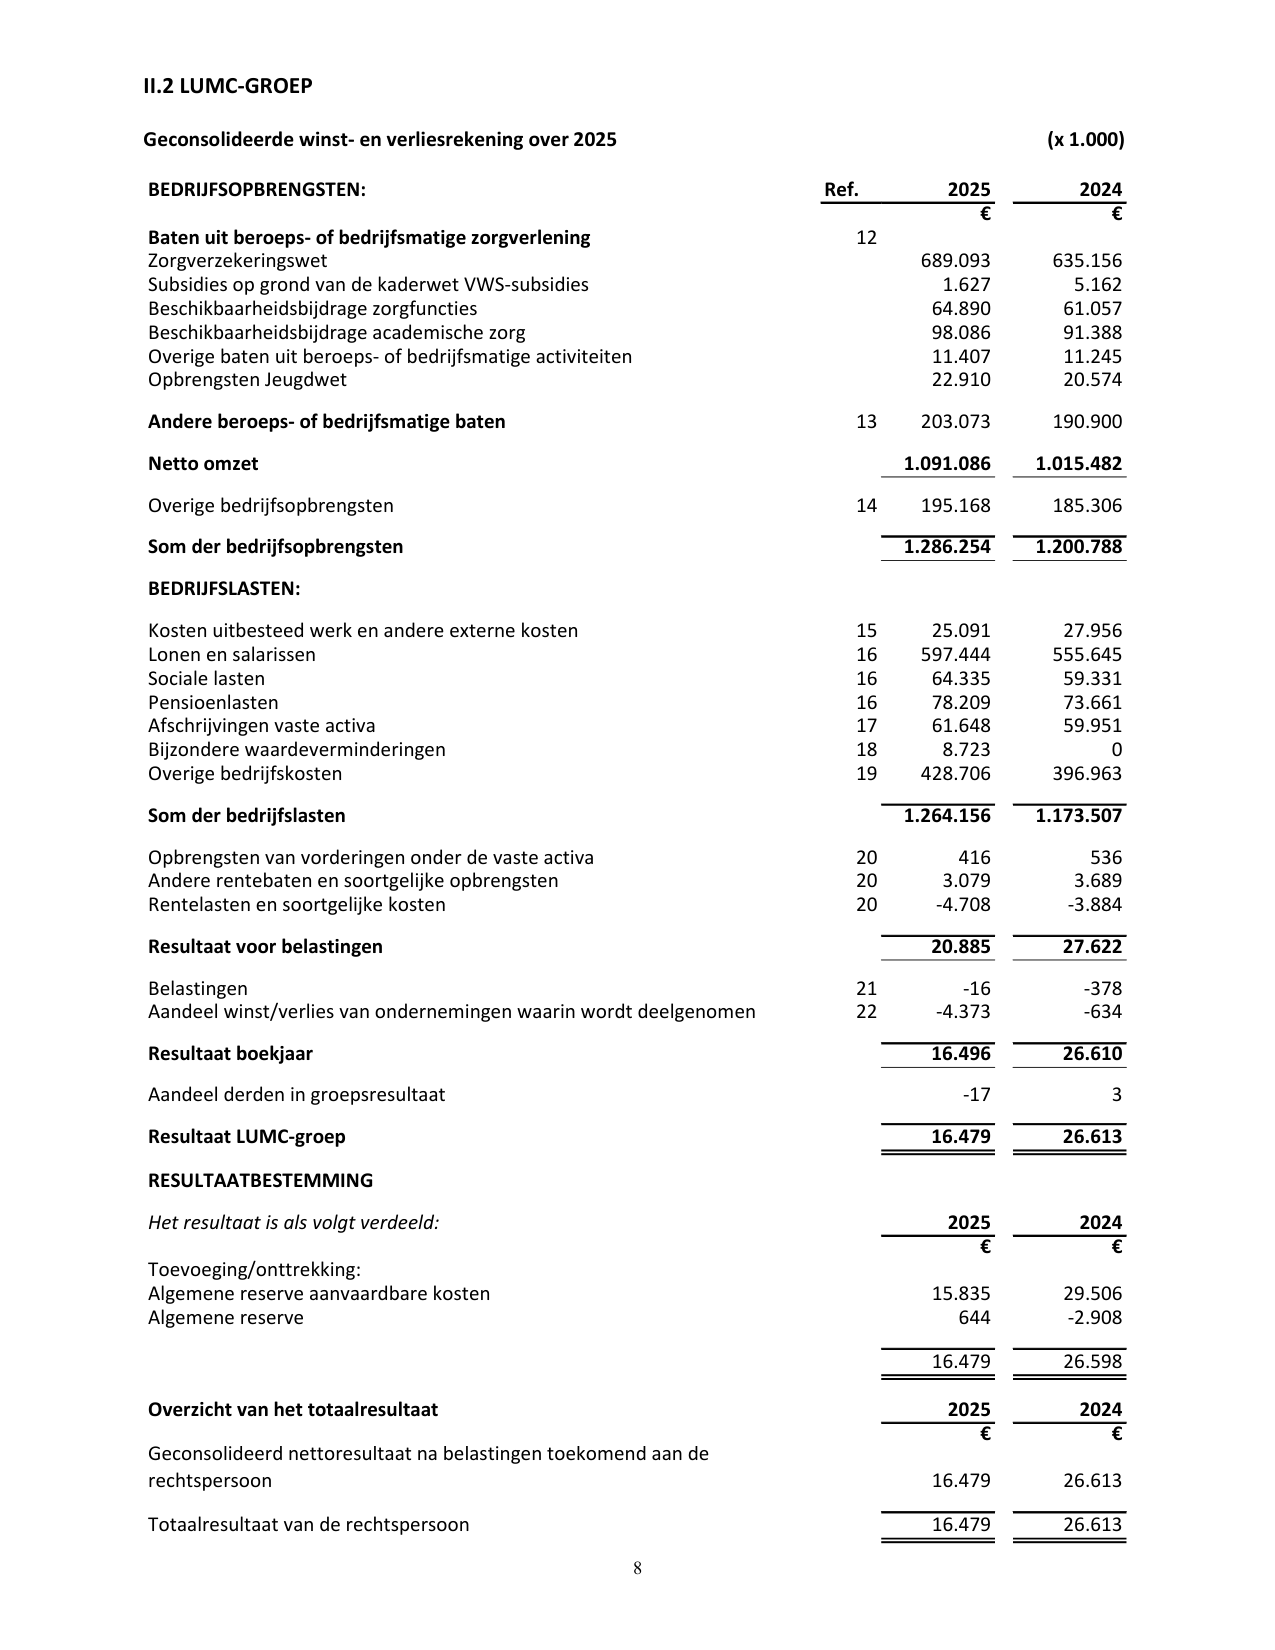 II.2 LUMC-GROEP
Geconsolideerde winst- en verliesrekening over 2025 (x 1.000)
BEDRIJFSOPBRENGSTEN: Ref. 2025 2024
€ €
Baten uit beroeps- of bedrijfsmatige zorgverlening 12
Zorgverzekeringswet 689.093 635.156
Subsidies op grond van de kaderwet VWS-subsidies 1.627 5.162
Beschikbaarheidsbijdrage zorgfuncties 64.890 61.057
Beschikbaarheidsbijdrage academische zorg 98.086 91.388
Overige baten uit beroeps- of bedrijfsmatige activiteiten 11.407 11.245
Opbrengsten Jeugdwet 22.910 20.574
Andere beroeps- of bedrijfsmatige baten 13 203.073 190.900
Netto omzet 1.091.086 1.015.482
Overige bedrijfsopbrengsten 14 195.168 185.306
Som der bedrijfsopbrengsten 1.286.254 1.200.788
BEDRIJFSLASTEN:
Kosten uitbesteed werk en andere externe kosten 15 25.091 27.956
Lonen en salarissen 16 597.444 555.645
Sociale lasten 16 64.335 59.331
Pensioenlasten 16 78.209 73.661
Afschrijvingen vaste activa 17 61.648 59.951
Bijzondere waardeverminderingen 18 8.723 0
Overige bedrijfskosten 19 428.706 396.963
Som der bedrijfslasten 1.264.156 1.173.507
Opbrengsten van vorderingen onder de vaste activa 20 416 536
Andere rentebaten en soortgelijke opbrengsten 20 3.079 3.689
Rentelasten en soortgelijke kosten 20 -4.708 -3.884
Resultaat voor belastingen 20.885 27.622
Belastingen 21 -16 -378
Aandeel winst/verlies van ondernemingen waarin wordt deelgenomen 22 -4.373 -634
Resultaat boekjaar 16.496 26.610
Aandeel derden in groepsresultaat -17 3
Resultaat LUMC-groep 16.479 26.613
RESULTAATBESTEMMING
Het resultaat is als volgt verdeeld: 2025 2024
€ €
Toevoeging/onttrekking:
Algemene reserve aanvaardbare kosten 15.835 29.506
Algemene reserve 644 -2.908
16.479 26.598
Overzicht van het totaalresultaat 2025 2024
€ €
Geconsolideerd nettoresultaat na belastingen toekomend aan de
rechtspersoon 16.479 26.613
Totaalresultaat van de rechtspersoon 16.479 26.613
8